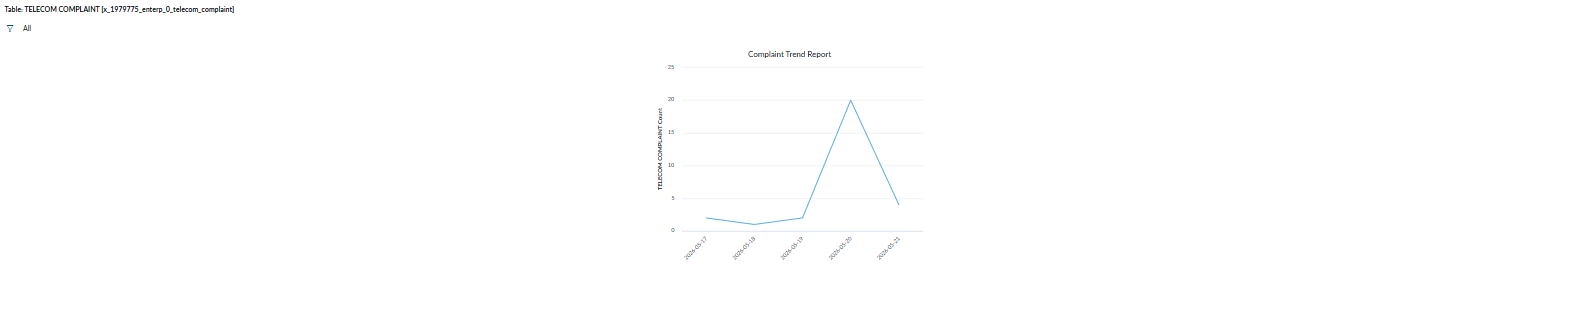 Table: TELECOM COMPLAINT [x_1979775_enterp_0_telecom_complaint]
All
Complaint Trend Report
TELECOM COMPLAINT Count
25
20
15
10
5
0
2026-05-17
2026-05-18
2026-05-19
2026-05-20
2026-05-21